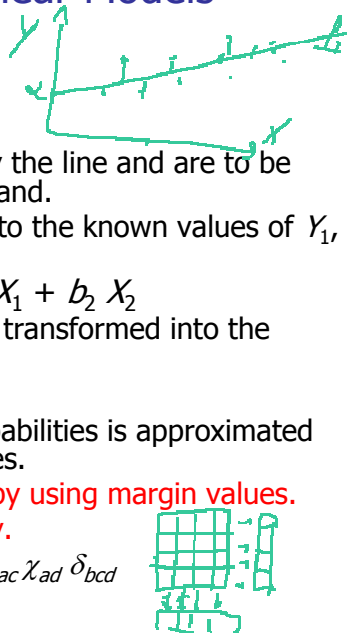 near Models
Y
X
α
b
y the line and are to be
and.
to the known values of Y₁,
X₁ + b₂ X₂
transformed into the
abilities is approximated
es.
by using margin values.
y.
ac χad δbcd